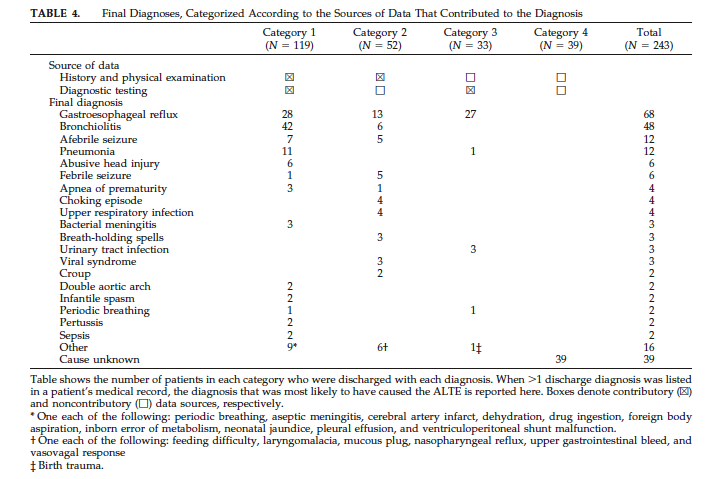 TABLE 4. Final Diagnoses, Categorized According to the Sources of Data That Contributed to the Diagnosis
Category 1 Category 2 Category 3 Category 4 Total
(N = 119) (N = 52) (N = 33) (N = 39) (N = 243)
Source of data
History and physical examination ☒ ☒ ☐ ☐
Diagnostic testing ☒ ☐ ☒ ☐
Final diagnosis
Gastroesophageal reflux 28 13 27 68
Bronchiolitis 42 6 48
Afebrile seizure 7 5 12
Pneumonia 11 1 12
Abusive head injury 6 6
Febrile seizure 1 5 6
Apnea of prematurity 3 1 4
Choking episode 4 4
Upper respiratory infection 4 4
Bacterial meningitis 3 3
Breath-holding spells 3 3
Urinary tract infection 3 3
Viral syndrome 3 3
Croup 2 2
Double aortic arch 2 2
Infantile spasm 2 2
Periodic breathing 1 1 2
Pertussis 2 2
Sepsis 2 2
Other 9* 6† 1‡ 16
Cause unknown 39 39
Table shows the number of patients in each category who were discharged with each diagnosis. When >1 discharge diagnosis was listed
in a patient's medical record, the diagnosis that was most likely to have caused the ALTE is reported here. Boxes denote contributory (☒)
and noncontributory (☐) data sources, respectively.
* One each of the following: periodic breathing, aseptic meningitis, cerebral artery infarct, dehydration, drug ingestion, foreign body
aspiration, inborn error of metabolism, neonatal jaundice, pleural effusion, and ventriculoperitoneal shunt malfunction.
† One each of the following: feeding difficulty, laryngomalacia, mucous plug, nasopharyngeal reflux, upper gastrointestinal bleed, and
vasovagal response
‡ Birth trauma.